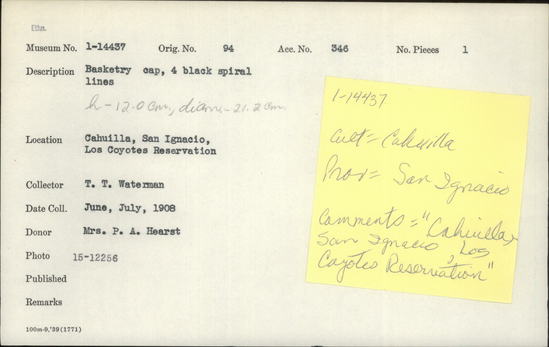 Eth.
Museum No. 1-14437 Orig. No. 94 Acc. No. 346 No. Pieces 1
Description Basketry cap, 4 black spiral
lines
h - 12.0 cm, diam - 21.2 cm
Location Cahuilla, San Ignacio,
Los Coyotes Reservation
Collector T. T. Waterman
Date Coll. June, July, 1908
Donor Mrs. P. A. Hearst
Photo 15-12256
Published
Remarks
100m-9,'39(1771)
1-14437
Cult = Cahuilla
Prov = San Ignacio
Comments = "Cahuilla,
San Ignacio, Los
Coyotes Reservation"